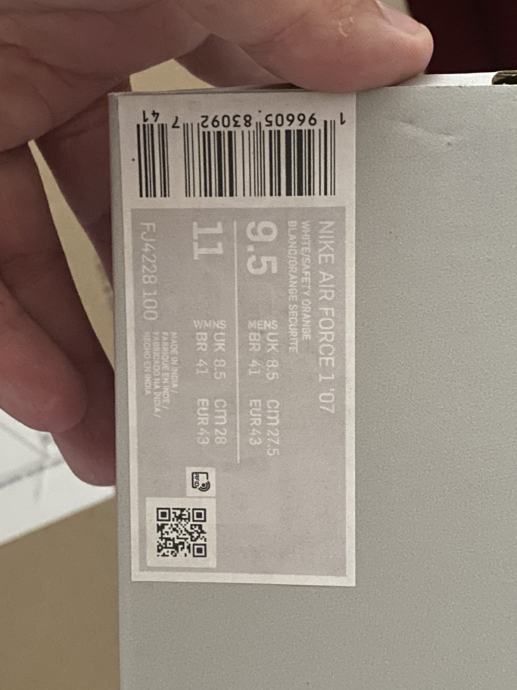 NIKE AIR FORCE 1 '07
WHITE/SAFETY ORANGE
BLANC/ORANGE SECURITE
9.5
MENS UK 8.5 CM 27.5
BR 41 EUR 43
11
WMNS UK 8.5 CM 28
BR 41 EUR 43
FJ4228 100
MADE IN INDIA /
FABRIQUÉ EN INDE /
FABRICADO NA ÍNDIA /
HECHO EN INDIA
1 96605 83092 7 41